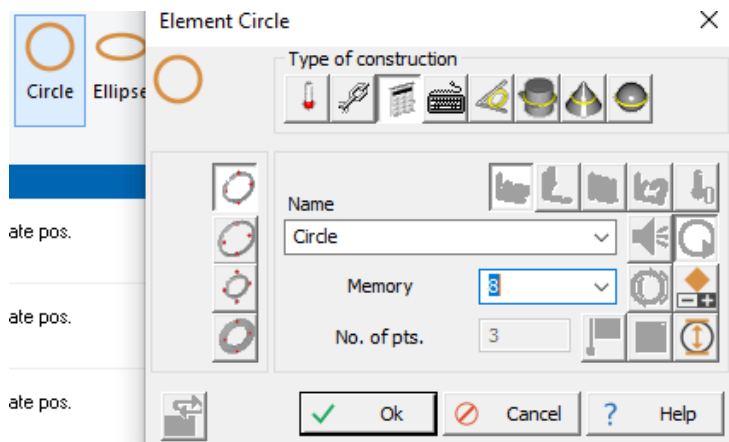 Element Circle
Circle
Ellipse
Type of construction
Name
Circle
Memory
8
No. of pts.
3
ate pos.
ate pos.
ate pos.
Ok
Cancel
? Help